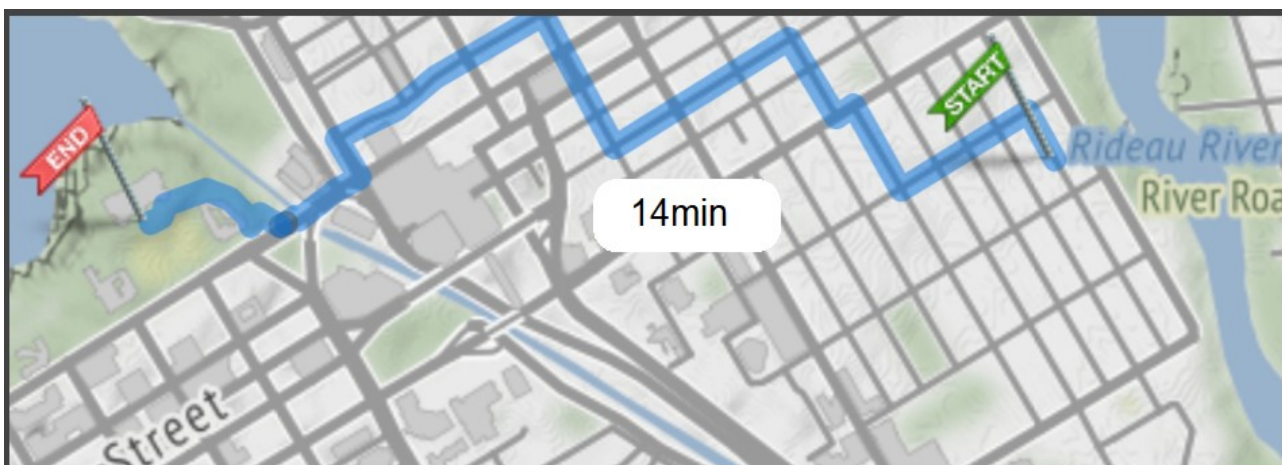 START
END
Rideau River
River Roa
14min
Street